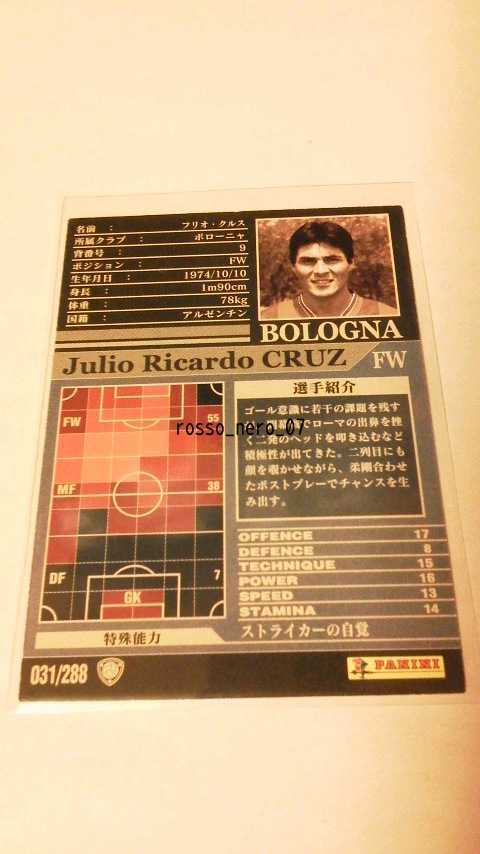 名前 : フリオ・クルス
所属クラブ : ボローニャ
背番号 : 9
ポジション : FW
生年月日 : 1974/10/10
身長 : 1m90cm
体重 : 78kg
国籍 : アルゼンチン
BOLOGNA
Julio Ricardo CRUZ FW
FW 55
MF 38
DF 7
GK
選手紹介
ゴール意識に若干の課題を残す
でローマの出鼻を挫
く二発のヘッドを叩き込むなど
積極性が出てきた。二列目にも
顔を覗かせながら、柔剛合わせ
たポストプレーでチャンスを生
み出す。
rosso_nero_07
OFFENCE 17
DEFENCE 8
TECHNIQUE 15
POWER 16
SPEED 13
STAMINA 14
特殊能力 ストライカーの自覚
031/288
PANINI